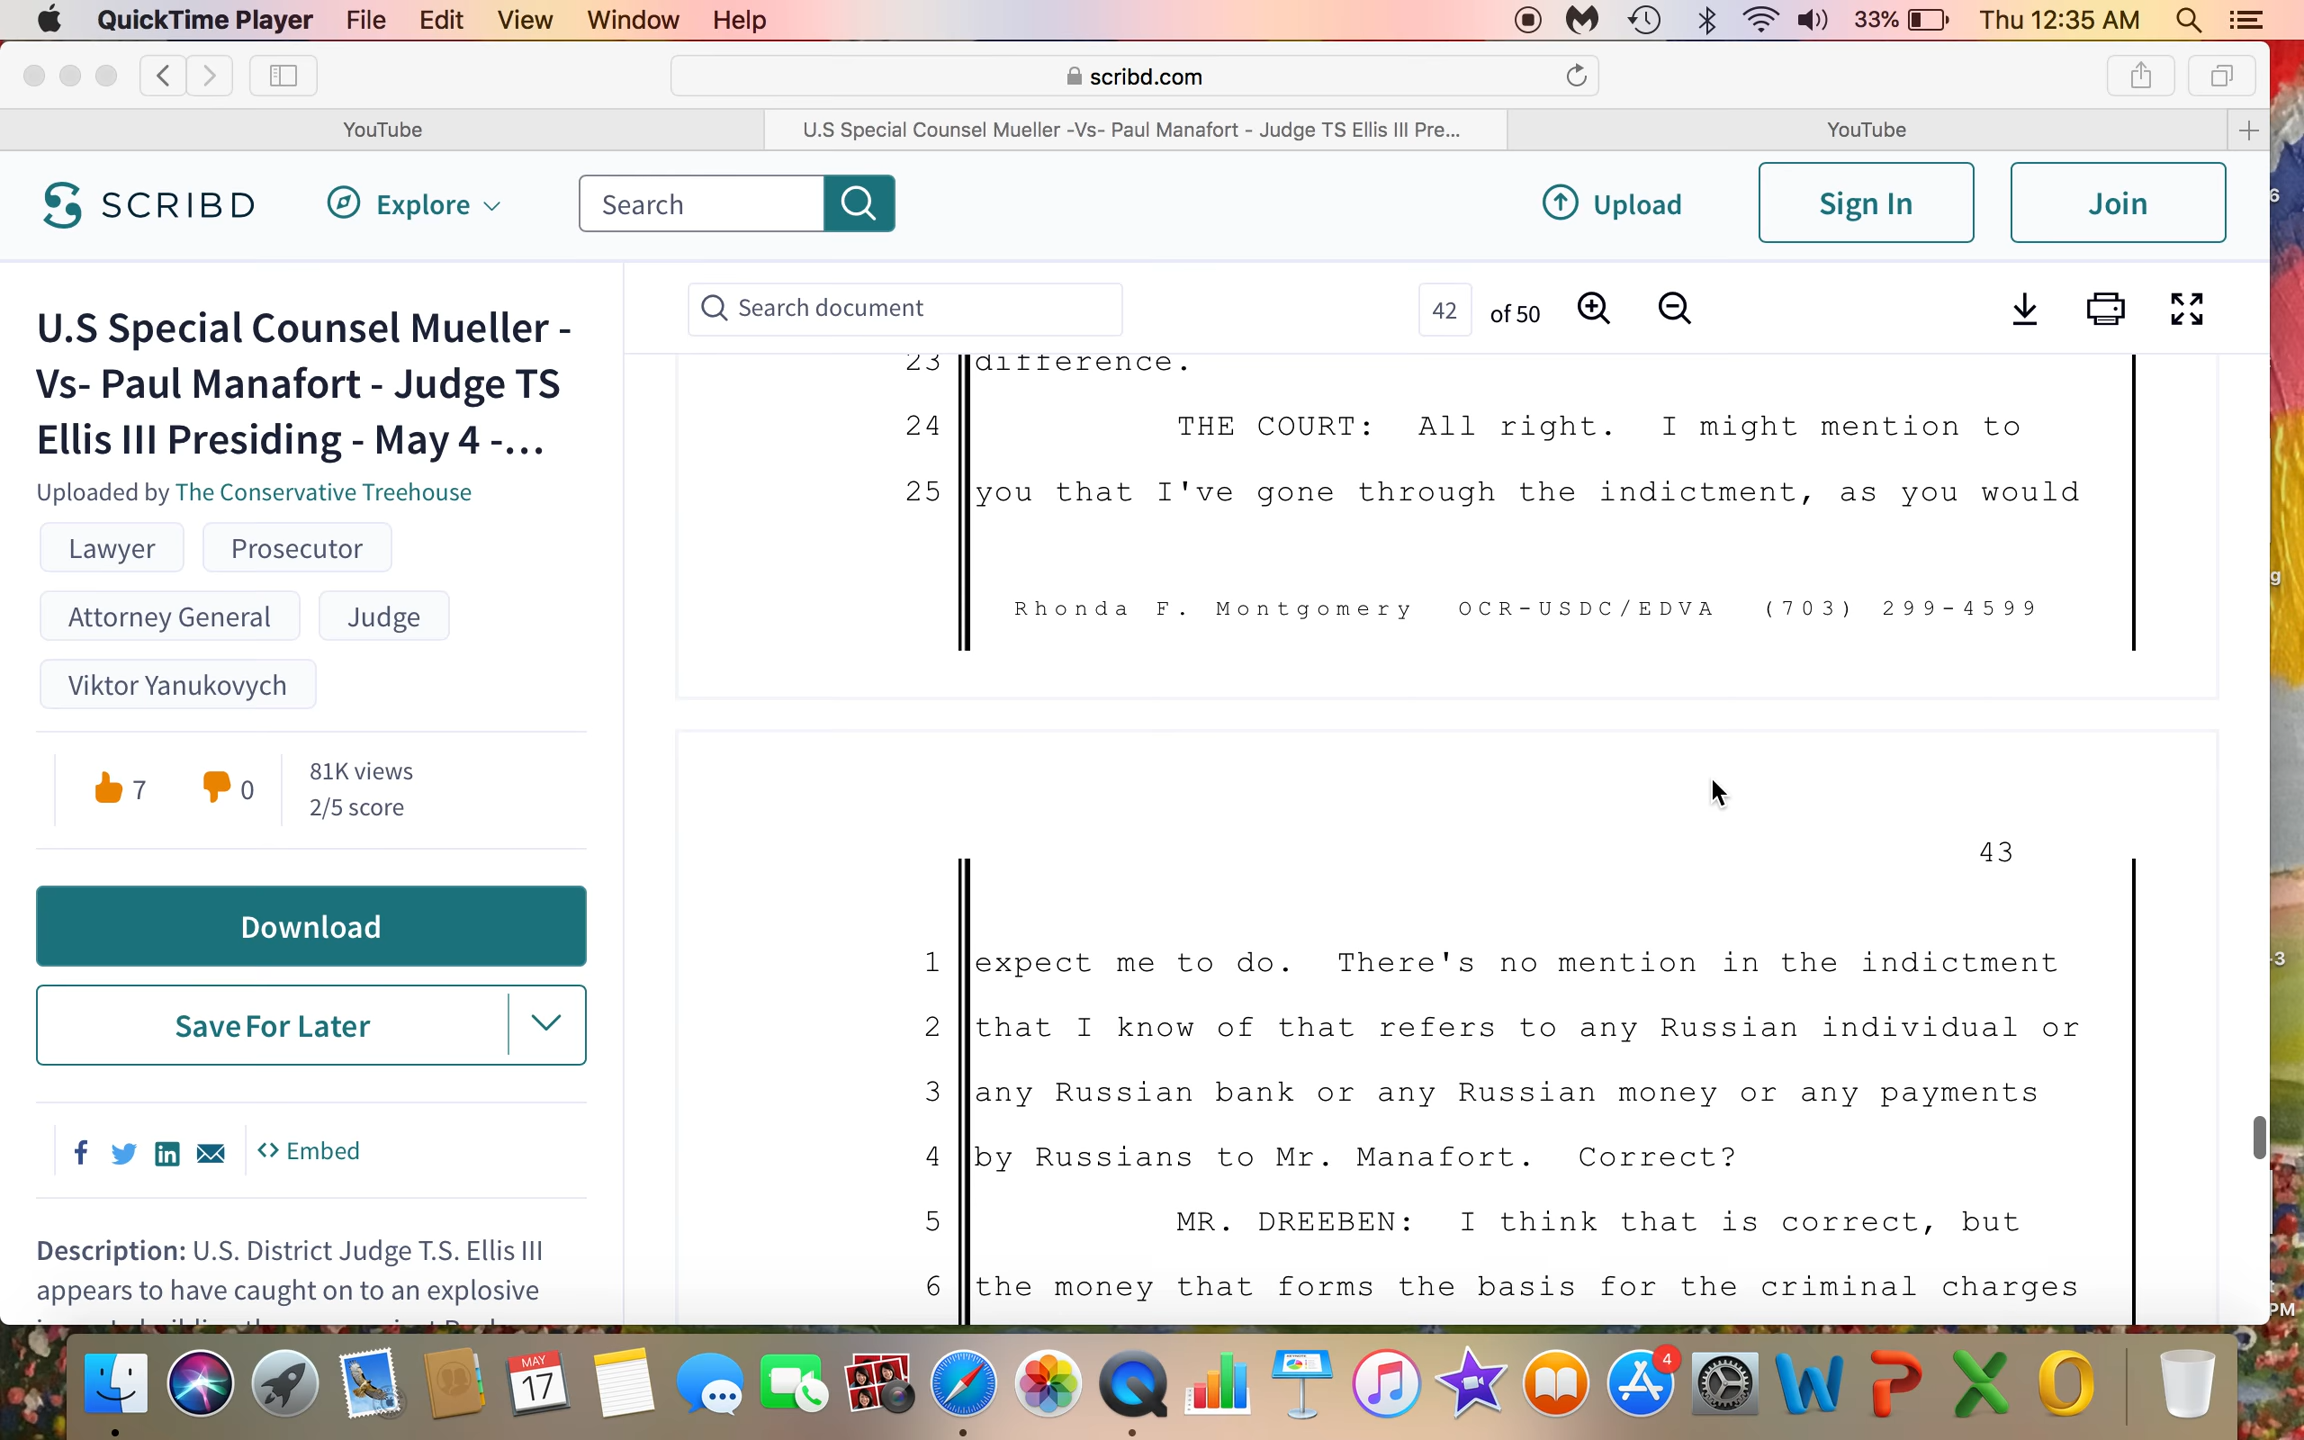 QuickTime Player File Edit View Window Help 33% Thu 12:35 AM
scribd.com
YouTube U.S Special Counsel Mueller -Vs- Paul Manafort - Judge TS Ellis III Pre... YouTube
SCRIBD Explore Search Upload Sign In Join
U.S Special Counsel Mueller -
Vs- Paul Manafort - Judge TS
Ellis III Presiding - May 4 -...
Uploaded by The Conservative Treehouse
Lawyer Prosecutor
Attorney General Judge
Viktor Yanukovych
7 0
81K views
2/5 score
Download
Save For Later
Embed
Description: U.S. District Judge T.S. Ellis III
appears to have caught on to an explosive
Search document 42 of 50
23 difference.
24 THE COURT: All right. I might mention to
25 you that I've gone through the indictment, as you would
Rhonda F. Montgomery OCR-USDC/EDVA (703) 299-4599
43
1 expect me to do. There's no mention in the indictment
2 that I know of that refers to any Russian individual or
3 any Russian bank or any Russian money or any payments
4 by Russians to Mr. Manafort. Correct?
5 MR. DREEBEN: I think that is correct, but
6 the money that forms the basis for the criminal charges
6
g
-3
PM
MAY
17
4